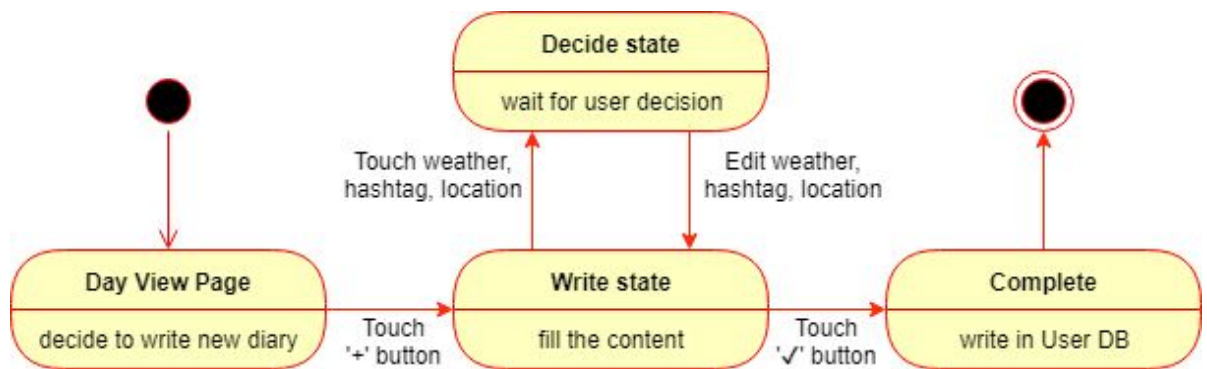 Decide state
wait for user decision
Touch weather,
hashtag, location
Edit weather,
hashtag, location
Day View Page
decide to write new diary
Touch
'+' button
Write state
fill the content
Touch
'✓' button
Complete
write in User DB